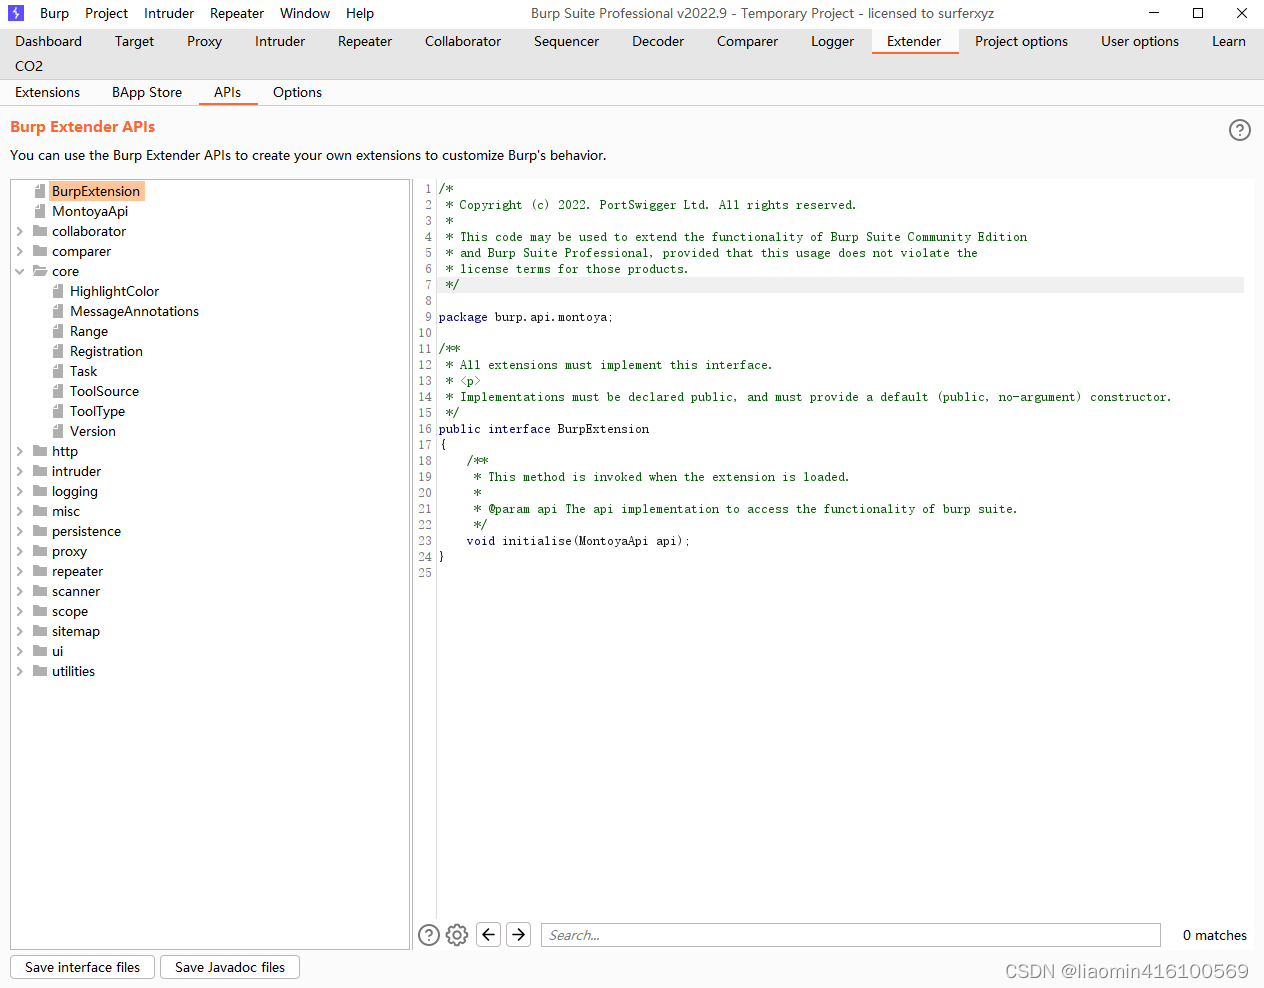 Burp Project Intruder Repeater Window Help Burp Suite Professional v2022.9 - Temporary Project - licensed to surferxyz
Dashboard Target Proxy Intruder Repeater Collaborator Sequencer Decoder Comparer Logger Extender Project options User options Learn
CO2
Extensions BApp Store APIs Options
Burp Extender APIs
You can use the Burp Extender APIs to create your own extensions to customize Burp's behavior.
BurpExtension
MontoyaApi
collaborator
comparer
core
HighlightColor
MessageAnnotations
Range
Registration
Task
ToolSource
ToolType
Version
http
intruder
logging
misc
persistence
proxy
repeater
scanner
scope
sitemap
ui
utilities
1 /*
2 * Copyright (c) 2022. PortSwigger Ltd. All rights reserved.
3 *
4 * This code may be used to extend the functionality of Burp Suite Community Edition
5 * and Burp Suite Professional, provided that this usage does not violate the
6 * license terms for those products.
7 */
8
9 package burp.api.montoya;
10
11 /**
12 * All extensions must implement this interface.
13 * <p>
14 * Implementations must be declared public, and must provide a default (public, no-argument) constructor.
15 */
16 public interface BurpExtension
17 {
18 /**
19 * This method is invoked when the extension is loaded.
20 *
21 * @param api The api implementation to access the functionality of burp suite.
22 */
23 void initialise(MontoyaApi api);
24 }
25
Search... 0 matches
Save interface files Save Javadoc files
CSDN @liaomin416100569